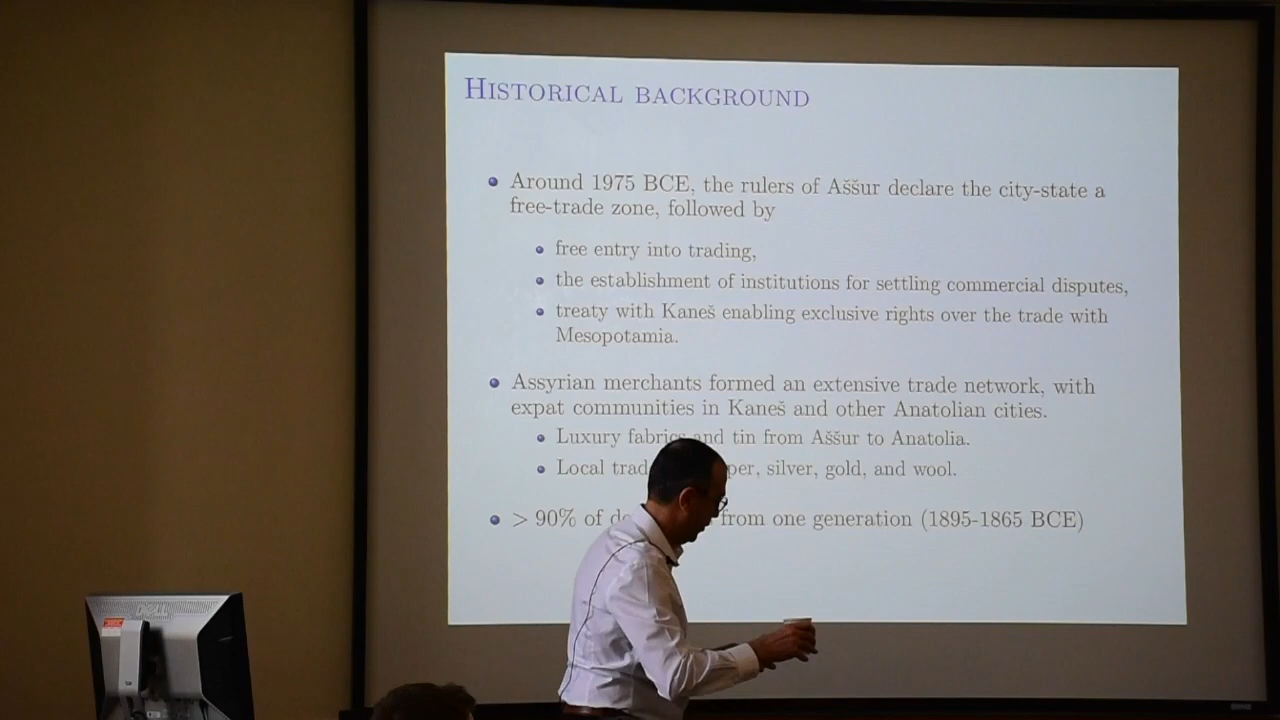 HISTORICAL BACKGROUND
Around 1975 BCE, the rulers of Aššur declare the city-state a
free-trade zone, followed by
free entry into trading,
the establishment of institutions for settling commercial disputes,
treaty with Kaneš enabling exclusive rights over the trade with
Mesopotamia.
Assyrian merchants formed an extensive trade network, with
expat communities in Kaneš and other Anatolian cities.
Luxury fabrics and tin from Aššur to Anatolia.
Local silver, gold, and wool.
> 90% of from one generation (1895-1865 BCE)
DELL